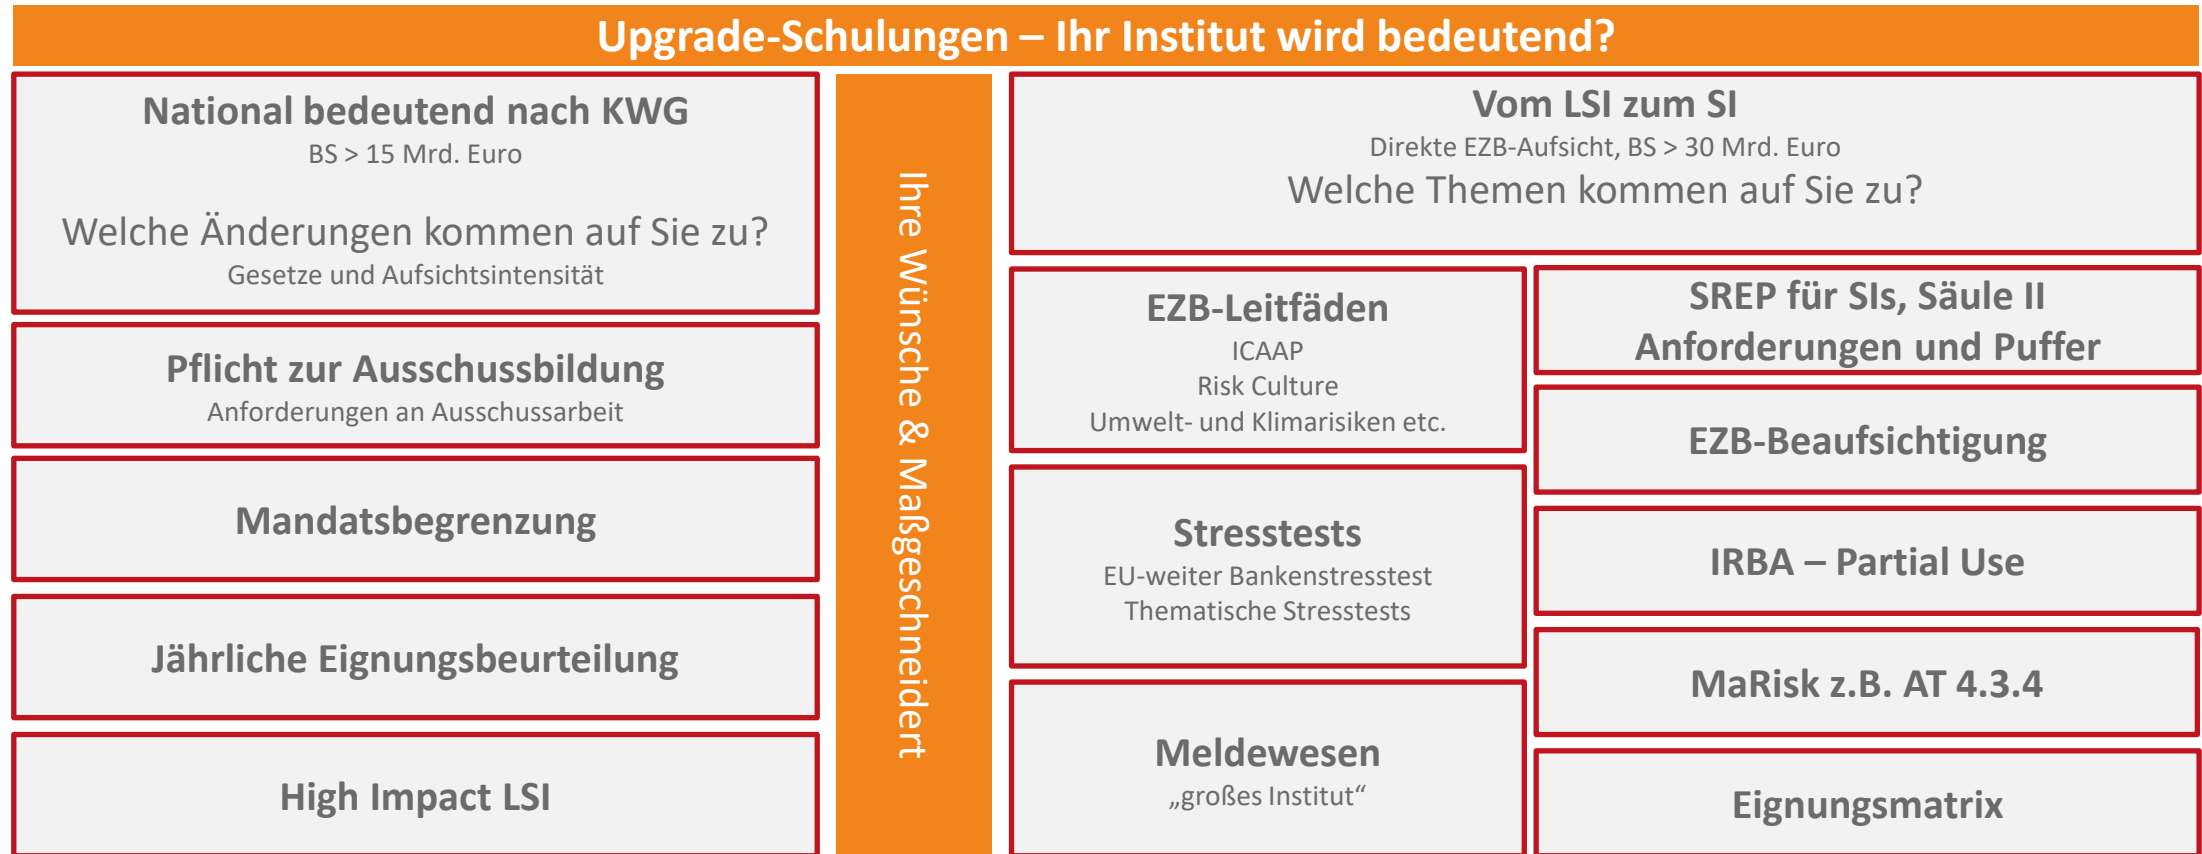 Upgrade-Schulungen – Ihr Institut wird bedeutend?
National bedeutend nach KWG
BS > 15 Mrd. Euro
Welche Änderungen kommen auf Sie zu?
Gesetze und Aufsichtsintensität
Pflicht zur Ausschussbildung
Anforderungen an Ausschussarbeit
Mandatsbegrenzung
Jährliche Eignungsbeurteilung
High Impact LSI
Ihre Wünsche & Maßgeschneidert
Vom LSI zum SI
Direkte EZB-Aufsicht, BS > 30 Mrd. Euro
Welche Themen kommen auf Sie zu?
EZB-Leitfäden
ICAAP
Risk Culture
Umwelt- und Klimarisiken etc.
Stresstests
EU-weiter Bankenstresstest
Thematische Stresstests
Meldewesen
„großes Institut“
SREP für SIs, Säule II
Anforderungen und Puffer
EZB-Beaufsichtigung
IRBA – Partial Use
MaRisk z.B. AT 4.3.4
Eignungsmatrix